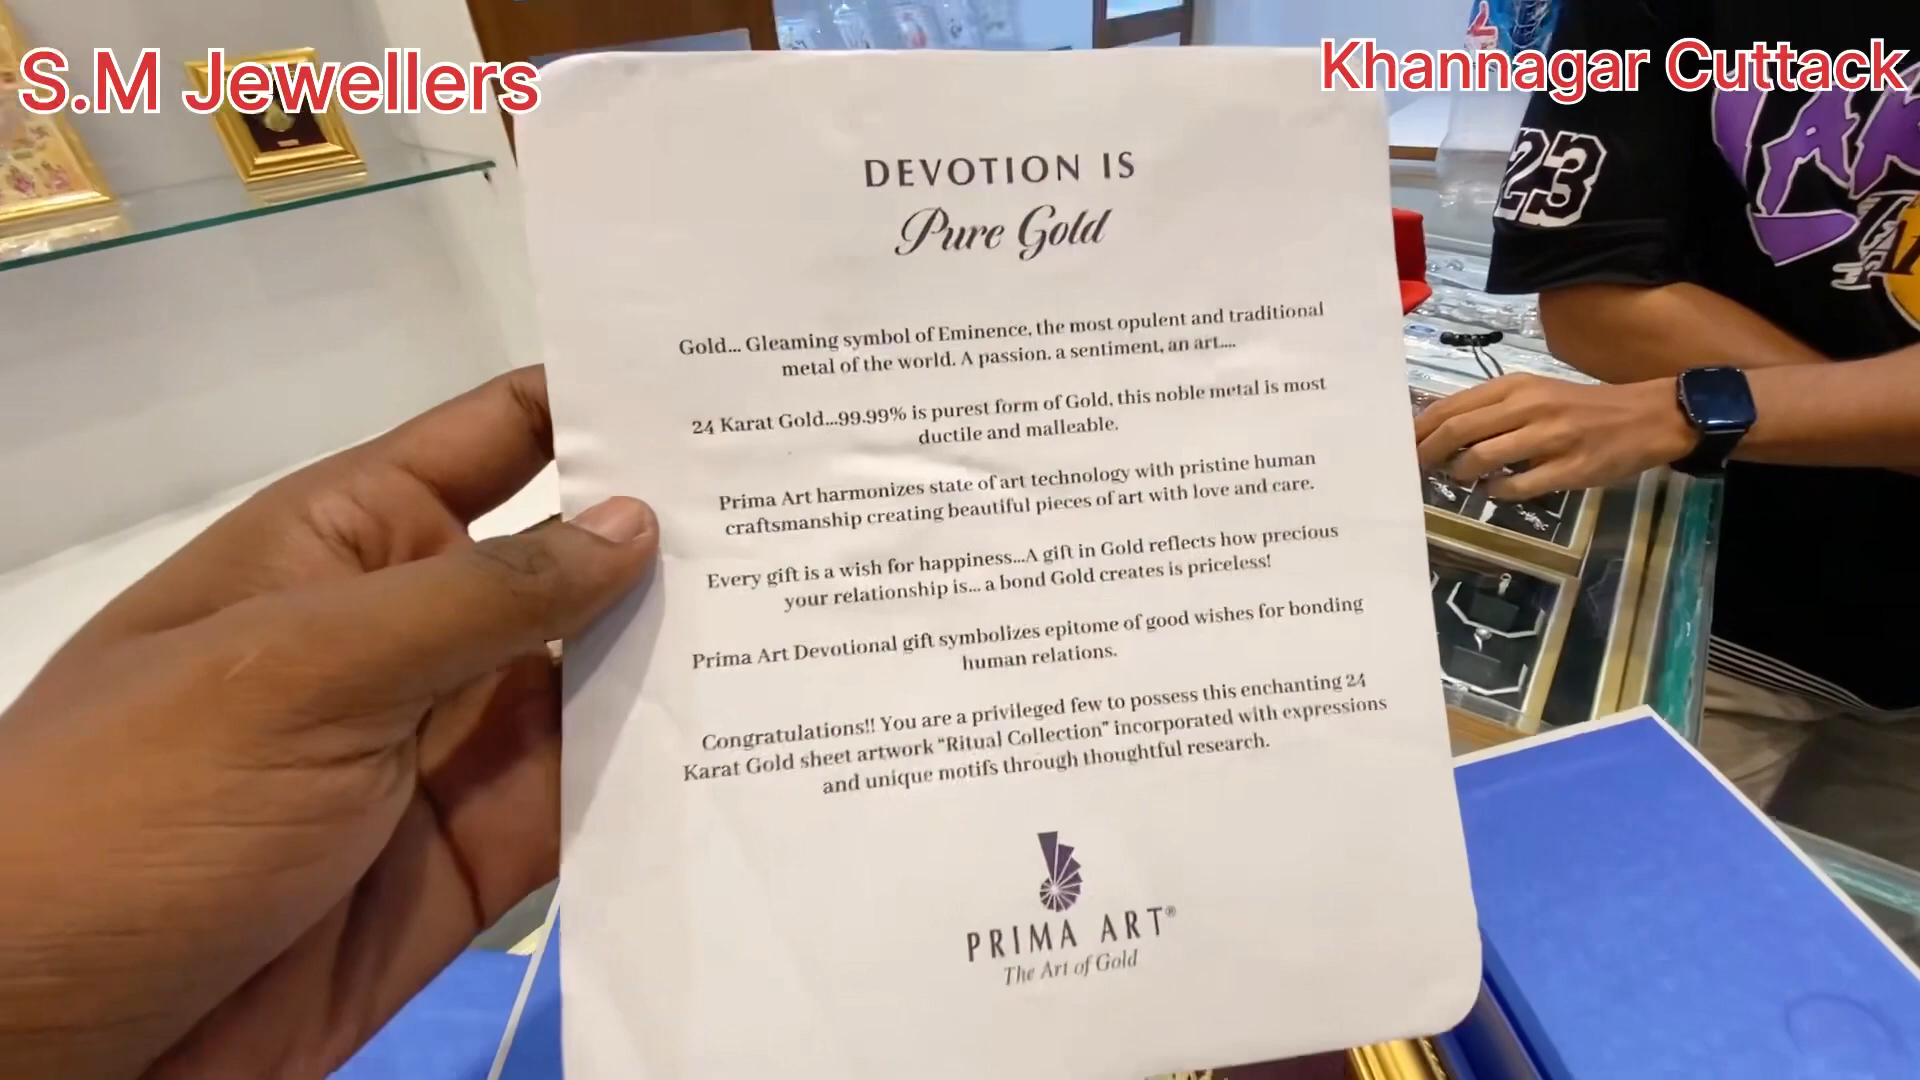 S.M Jewellers
Khannagar Cuttack
DEVOTION IS
Pure Gold
Gold... Gleaming symbol of Eminence, the most opulent and traditional
metal of the world. A passion, a sentiment, an art....
24 Karat Gold...99.99% is purest form of Gold, this noble metal is most
ductile and malleable.
Prima Art harmonizes state of art technology with pristine human
craftsmanship creating beautiful pieces of art with love and care.
Every gift is a wish for happiness...A gift in Gold reflects how precious
your relationship is... a bond Gold creates is priceless!
Prima Art Devotional gift symbolizes epitome of good wishes for bonding
human relations.
Congratulations!! You are a privileged few to possess this enchanting 24
Karat Gold sheet artwork "Ritual Collection" incorporated with expressions
and unique motifs through thoughtful research.
PRIMA ART®
The Art of Gold
23